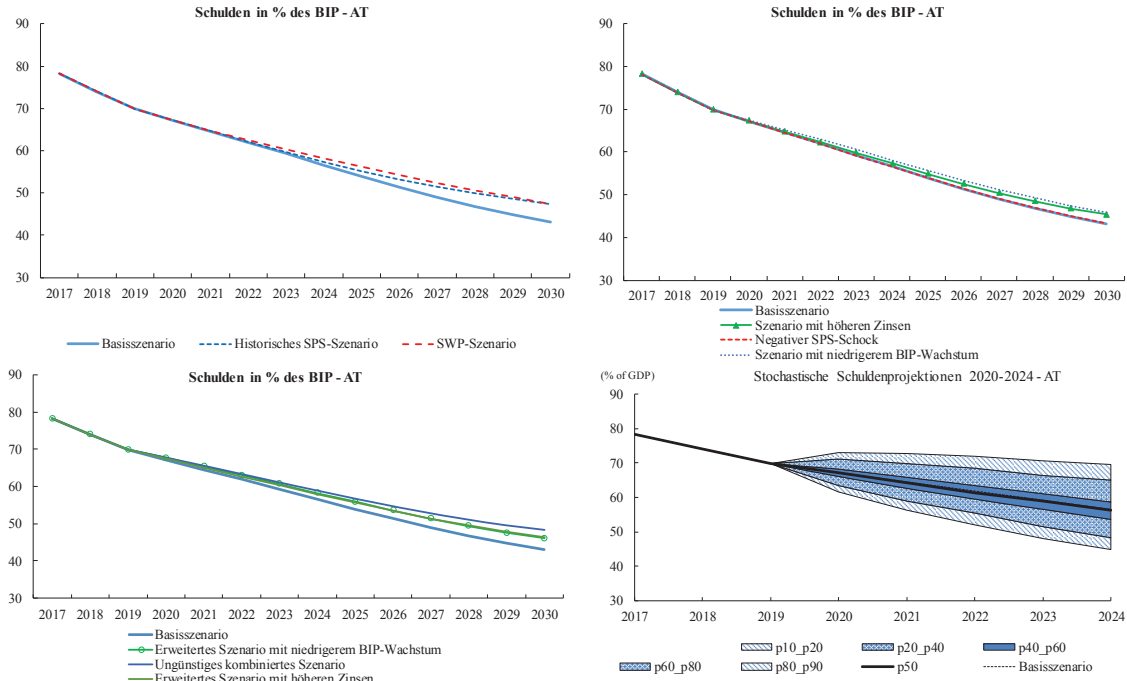 Schulden in % des BIP - AT
90
80
70
60
50
40
30
2017 2018 2019 2020 2021 2022 2023 2024 2025 2026 2027 2028 2029 2030
Basisszenario Historisches SPS-Szenario SWP-Szenario
Schulden in % des BIP - AT
90
80
70
60
50
40
30
2017 2018 2019 2020 2021 2022 2023 2024 2025 2026 2027 2028 2029 2030
Basisszenario
Szenario mit höheren Zinsen
Negativer SPS-Schock
Szenario mit niedrigerem BIP-Wachstum
Schulden in % des BIP - AT
90
80
70
60
50
40
30
2017 2018 2019 2020 2021 2022 2023 2024 2025 2026 2027 2028 2029 2030
Basisszenario
Erweitertes Szenario mit niedrigerem BIP-Wachstum
Ungünstiges kombiniertes Szenario
Erweitertes Szenario mit höheren Zinsen
(% of GDP)
Stochastische Schuldenprojektionen 2020-2024 - AT
90
80
70
60
50
40
30
2017 2018 2019 2020 2021 2022 2023 2024
p10_p20 p20_p40 p40_p60
p60_p80 p80_p90 p50 Basisszenario